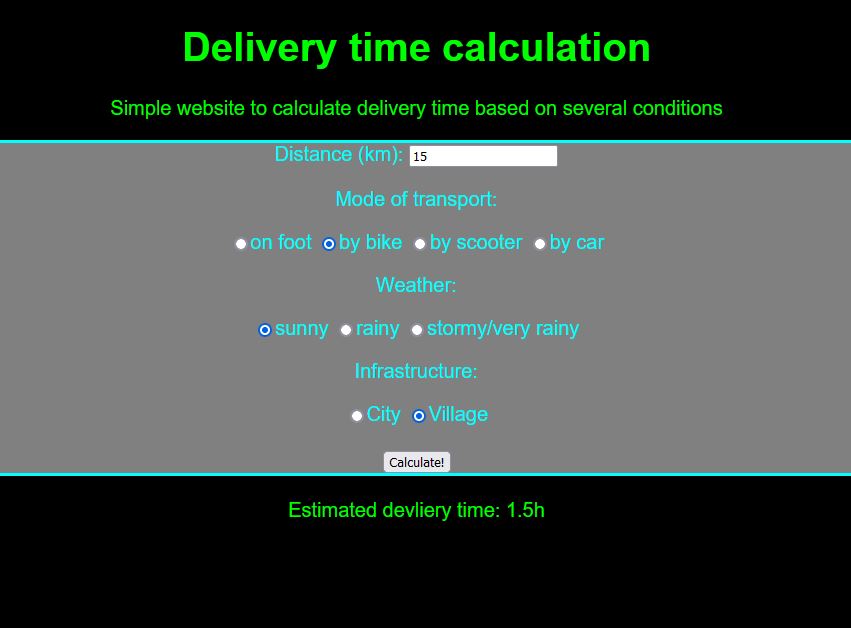 Delivery time calculation
Simple website to calculate delivery time based on several conditions
Distance (km): 15
Mode of transport:
on foot by bike by scooter by car
Weather:
sunny rainy stormy/very rainy
Infrastructure:
City Village
Calculate!
Estimated devliery time: 1.5h